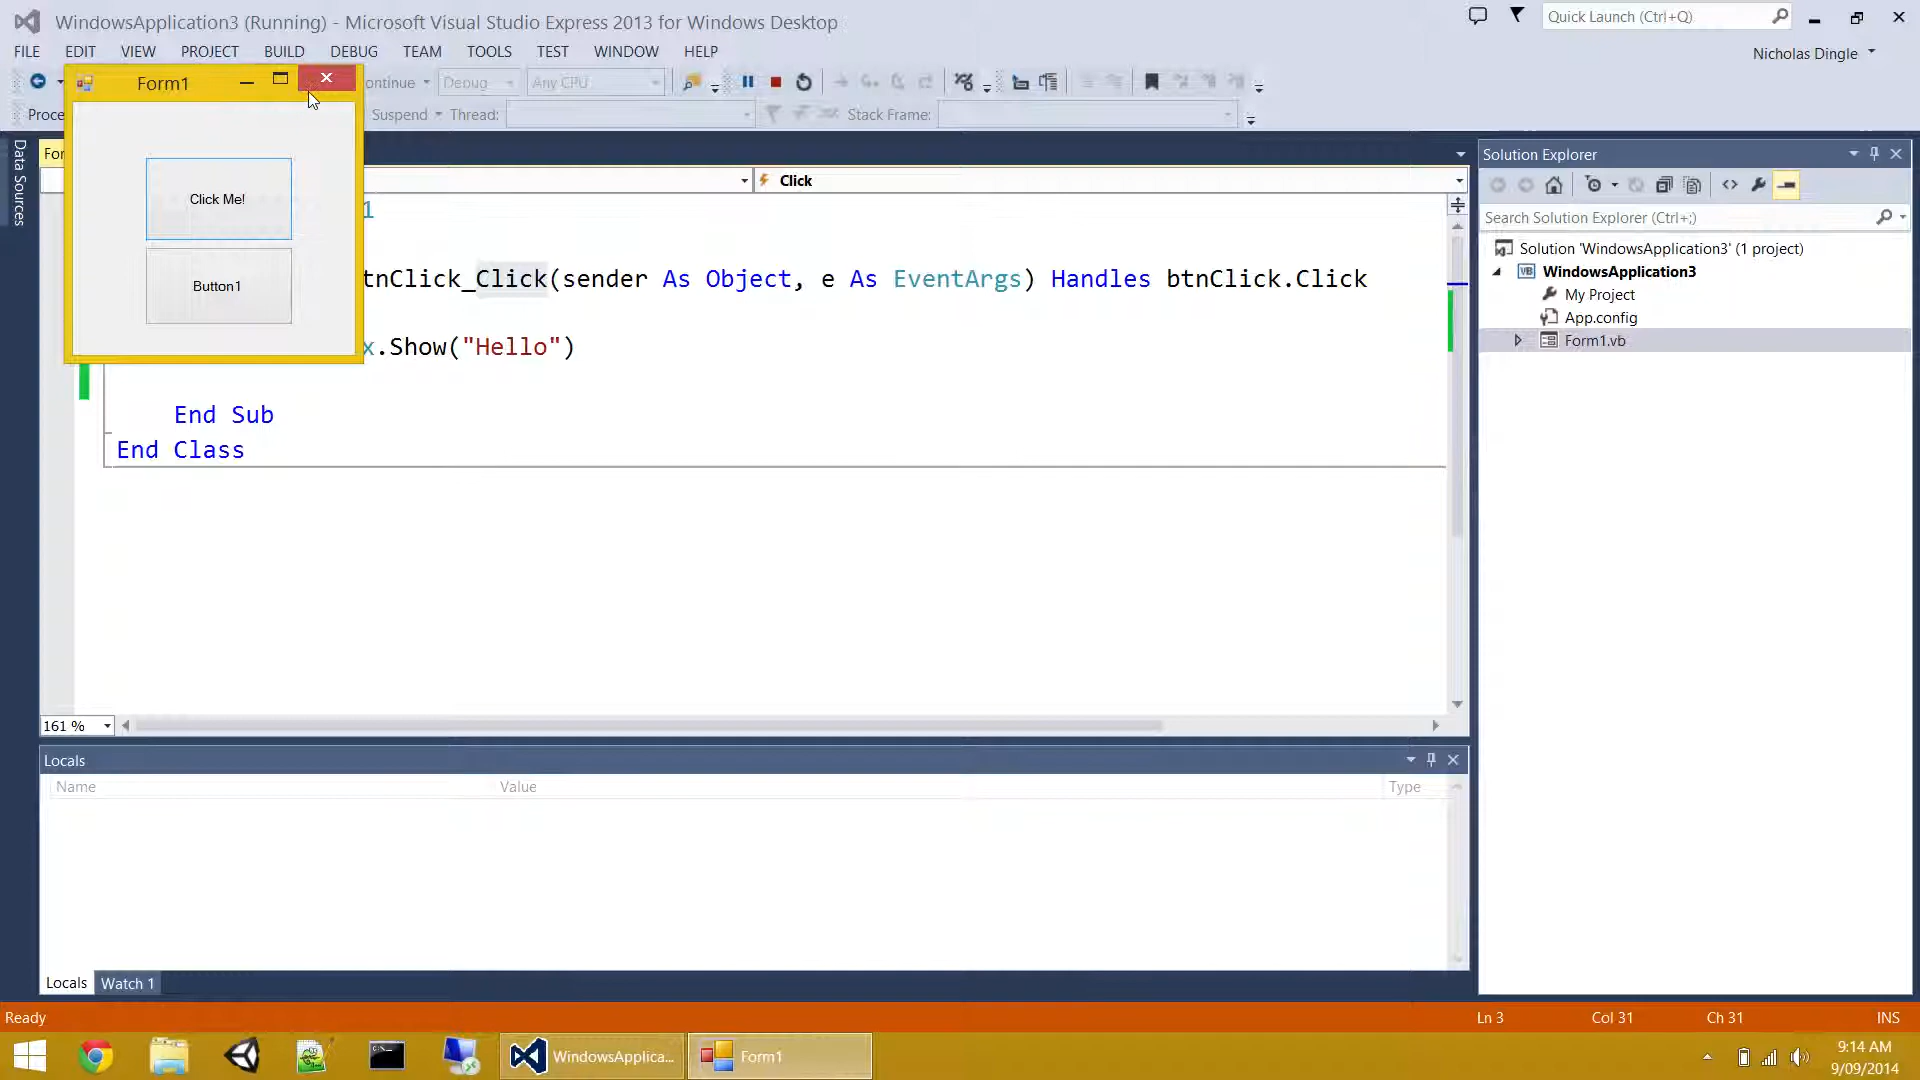 WindowsApplication3 (Running) - Microsoft Visual Studio Express 2013 for Windows Desktop
Quick Launch (Ctrl+Q)
FILE EDIT VIEW PROJECT BUILD DEBUG TEAM TOOLS TEST WINDOW HELP
Nicholas Dingle
Form1
ontinue Debug Any CPU
Proce
Suspend Thread: Stack Frame:
Data Sources
For
Click Me!
Button1
Click
1
tnClick_Click(sender As Object, e As EventArgs) Handles btnClick.Click
x.Show("Hello")
End Sub
End Class
161 %
Solution Explorer
Search Solution Explorer (Ctrl+;)
Solution 'WindowsApplication3' (1 project)
WindowsApplication3
My Project
App.config
Form1.vb
Locals
Name Value Type
Locals Watch 1
Ready
Ln 3 Col 31 Ch 31 INS
WindowsApplica...
Form1
9:14 AM
9/09/2014